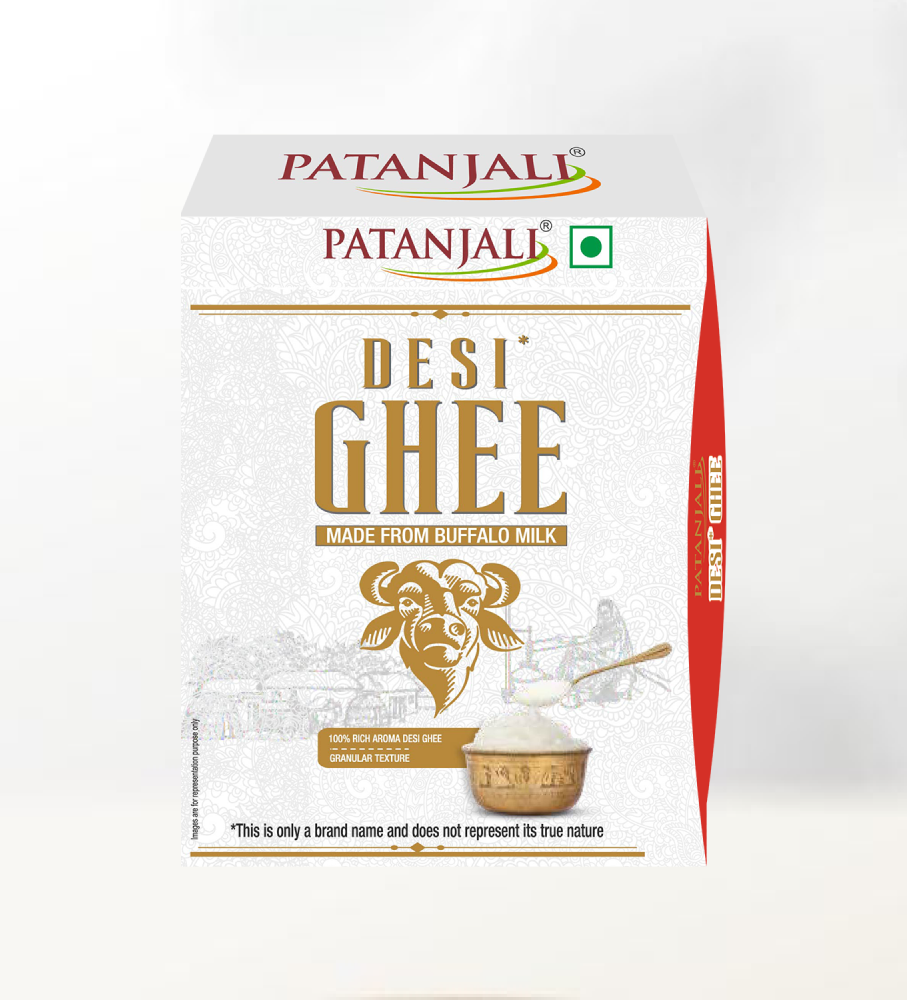 PATANJALI®
PATANJALI®
DESI*
GHEE
MADE FROM BUFFALO MILK
100% RICH AROMA DESI GHEE
GRANULAR TEXTURE
*This is only a brand name and does not represent its true nature
Images are for representation purpose only.
PATANJALI®
DESI* GHEE